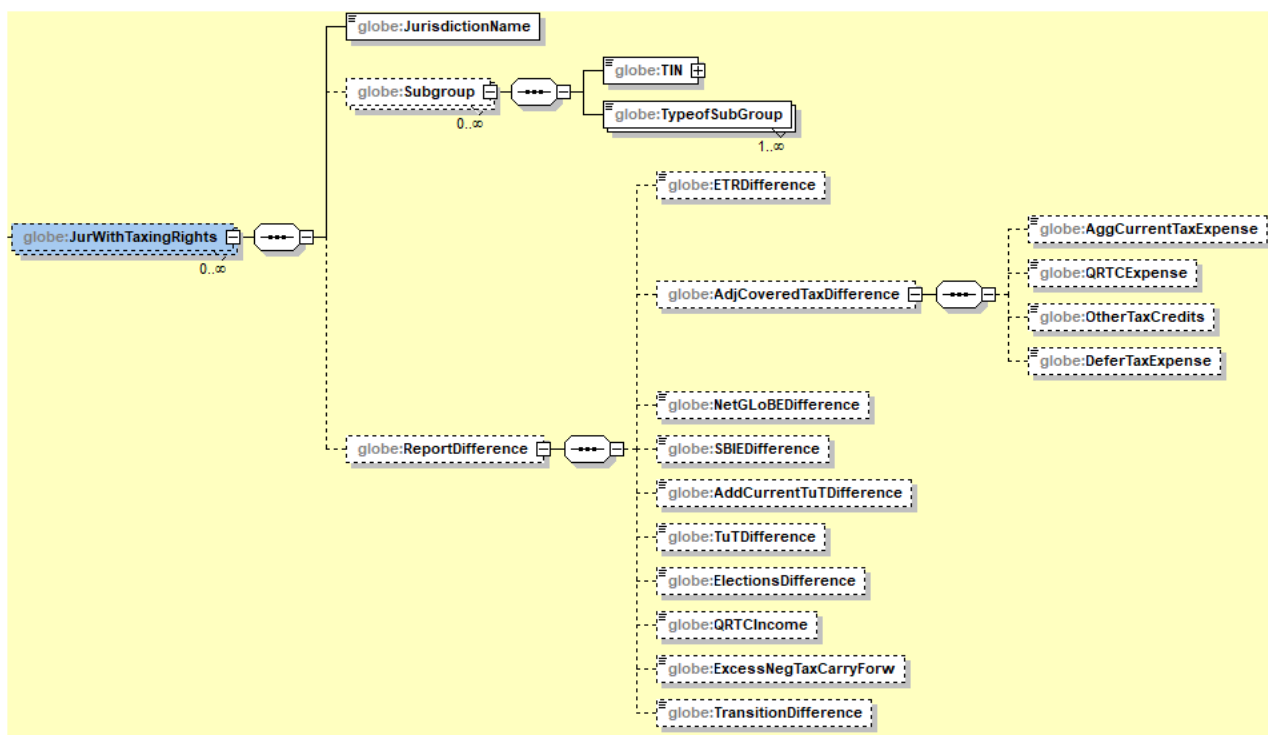 globe:JurisdictionName
globe:Subgroup
0..∞
globe:TIN
globe:TypeofSubGroup
1..∞
globe:JurWithTaxingRights
0..∞
globe:ReportDifference
globe:ETRDifference
globe:AdjCoveredTaxDifference
globe:AggCurrentTaxExpense
globe:QRTCExpense
globe:OtherTaxCredits
globe:DeferTaxExpense
globe:NetGLoBEDifference
globe:SBIEDifference
globe:AddCurrentTuTDifference
globe:TuTDifference
globe:ElectionsDifference
globe:QRTCIncome
globe:ExcessNegTaxCarryForw
globe:TransitionDifference